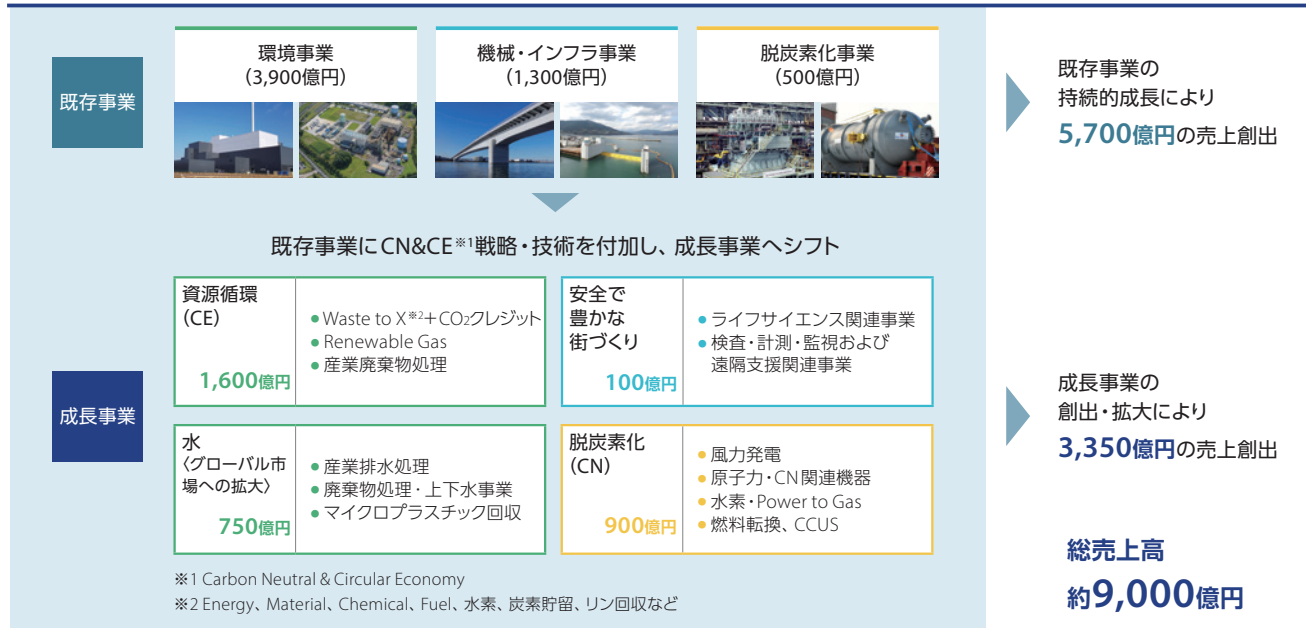 既存事業
環境事業
(3,900億円)
機械・インフラ事業
(1,300億円)
脱炭素化事業
(500億円)
既存事業の
持続的成長により
5,700億円の売上創出
既存事業にCN&CE※1戦略・技術を付加し、成長事業へシフト
成長事業
資源循環
(CE)
1,600億円
●Waste to X※2+CO2クレジット
●Renewable Gas
●産業廃棄物処理
安全で
豊かな
街づくり
100億円
●ライフサイエンス関連事業
●検査・計測・監視および
遠隔支援関連事業
水
〈グローバル市
場への拡大〉
750億円
●産業排水処理
●廃棄物処理・上下水事業
●マイクロプラスチック回収
脱炭素化
(CN)
900億円
●風力発電
●原子力・CN関連機器
●水素・Power to Gas
●燃料転換、CCUS
成長事業の
創出・拡大により
3,350億円の売上創出
※1 Carbon Neutral & Circular Economy
※2 Energy、Material、Chemical、Fuel、水素、炭素貯留、リン回収など
総売上高
約9,000億円